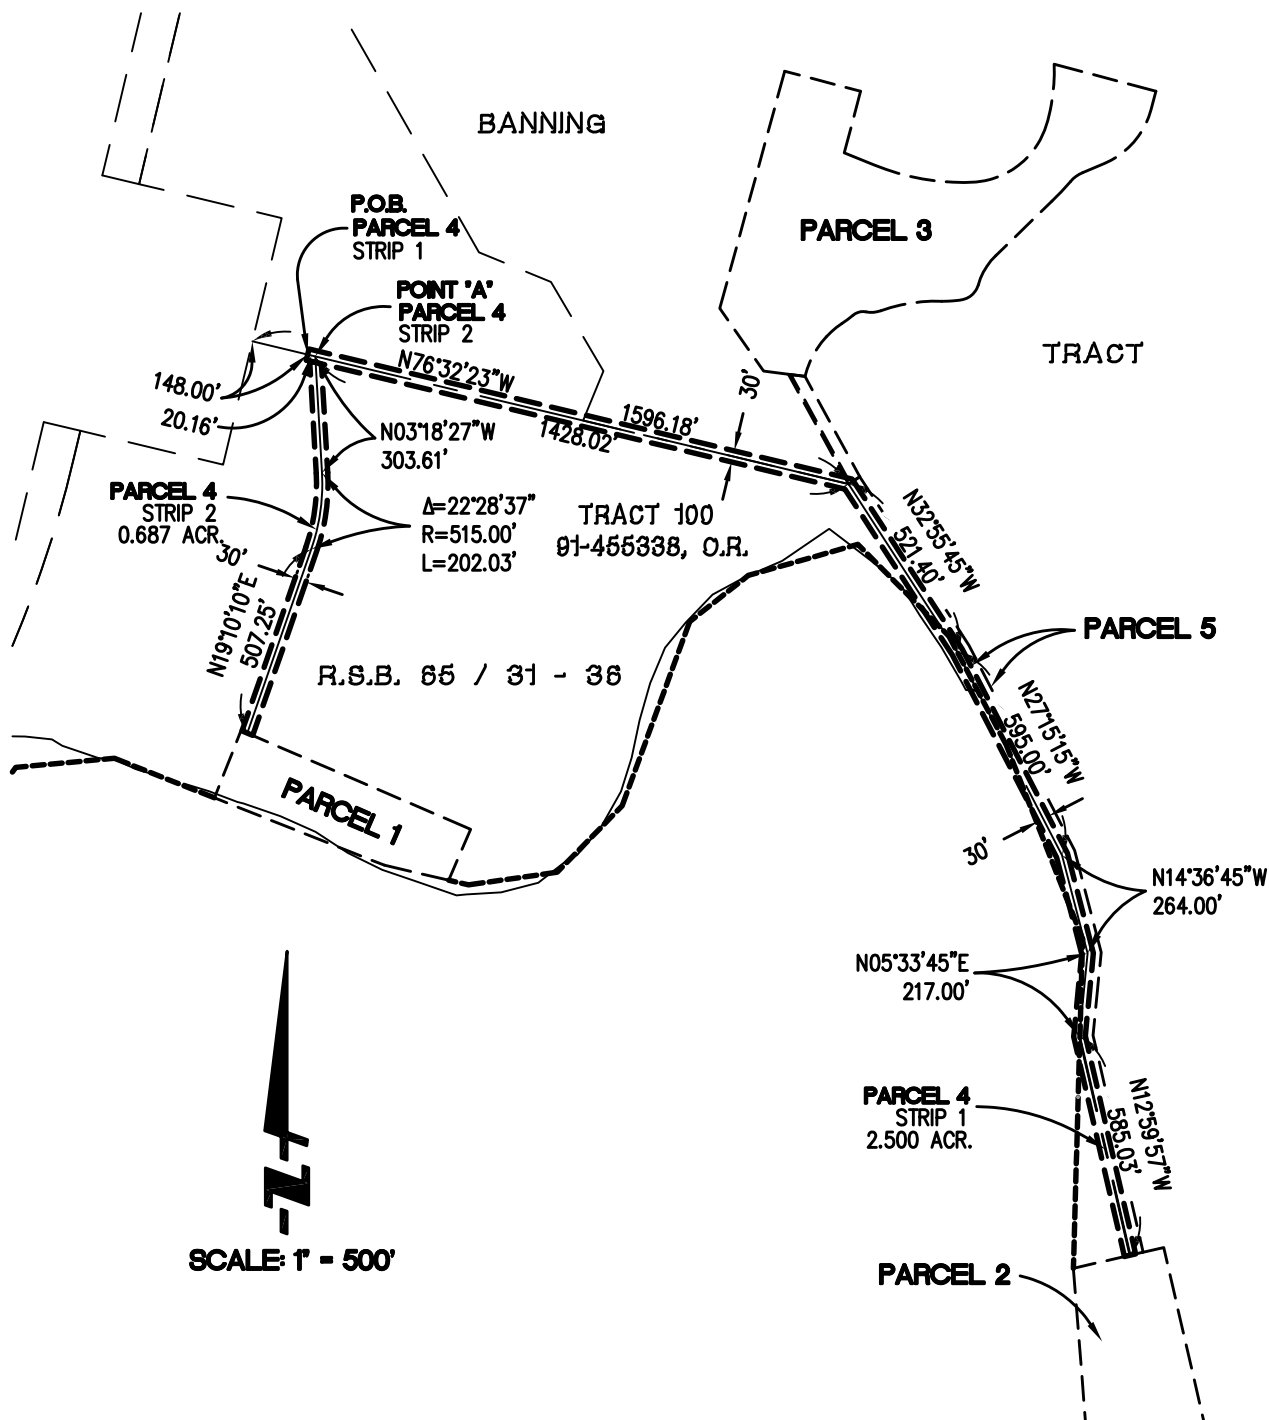 BANNING
P.O.B.
PARCEL 4
STRIP 1
PARCEL 3
POINT "A"
PARCEL 4
STRIP 2
TRACT
N76°32'23"W
148.00'
30'
1596.18'
20.16'
1428.02'
N03°18'27"W
303.61'
PARCEL 4
STRIP 2
0.687 ACR.
Δ=22°28'37"
R=515.00'
L=202.03'
TRACT 100
91-455338, O.R.
N32°55'45"W
521.40'
30'
N19°10'10"E
507.25'
PARCEL 5
R.S.B. 65 / 31 - 36
N27°15'15"W
595.00'
PARCEL 1
30'
N14°36'45"W
264.00'
N05°33'45"E
217.00'
PARCEL 4
STRIP 1
2.500 ACR.
N12°59'57"W
585.03'
N
SCALE: 1" = 500'
PARCEL 2